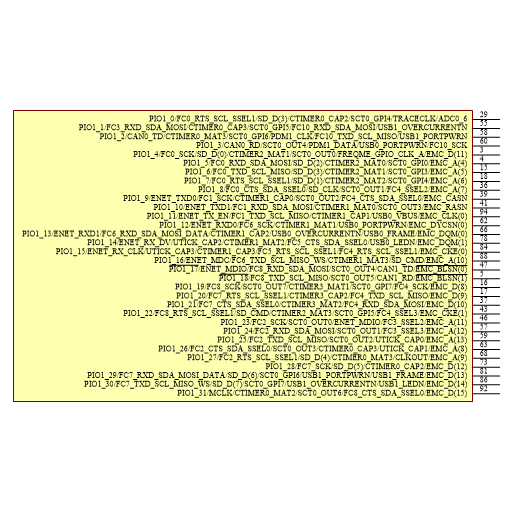 PIO1_0/FC0_RTS_SCL_SSEL1/SD_D(3)/CTIMER0_CAP2/SCT0_GPI4/TRACECLK/ADC0_6 29
PIO1_1/FC3_RXD_SDA_MOSI/CTIMER0_CAP3/SCT0_GPI5/FC10_RXD_SDA_MOSI/USB1_OVERCURRENTN 55
PIO1_2/CAN0_TD/CTIMER0_MAT3/SCT0_GPI6/PDM1_CLK/FC10_TXD_SCL_MISO/USB1_PORTPWRN 58
PIO1_3/CAN0_RD/SCT0_OUT4/PDM1_DATA/USB0_PORTPWRN/FC10_SCK 60
PIO1_4/FC0_SCK/SD_D(0)/CTIMER2_MAT1/SCT0_OUT0/FREQME_GPIO_CLK_A/EMC_D(11) 3
PIO1_5/FC0_RXD_SDA_MOSI/SD_D(2)/CTIMER2_MAT0/SCT0_GPI0/EMC_A(4) 4
PIO1_6/FC0_TXD_SCL_MISO/SD_D(3)/CTIMER2_MAT1/SCT0_GPI3/EMC_A(5) 15
PIO1_7/FC0_RTS_SCL_SSEL1/SD_D(1)/CTIMER2_MAT2/SCT0_GPI4/EMC_A(6) 18
PIO1_8/FC0_CTS_SDA_SSEL0/SD_CLK/SCT0_OUT1/FC4_SSEL2/EMC_A(7) 36
PIO1_9/ENET_TXD0/FC1_SCK/CTIMER1_CAP0/SCT0_OUT2/FC4_CTS_SDA_SSEL0/EMC_CASN 39
PIO1_10/ENET_TXD1/FC1_RXD_SDA_MOSI/CTIMER1_MAT0/SCT0_OUT3/EMC_RASN 41
PIO1_11/ENET_TX_EN/FC1_TXD_SCL_MISO/CTIMER1_CAP1/USB0_VBUS/EMC_CLK(0) 94
PIO1_12/ENET_RXD0/FC6_SCK/CTIMER1_MAT1/USB0_PORTPWRN/EMC_DYCSN(0) 62
PIO1_13/ENET_RXD1/FC6_RXD_SDA_MOSI_DATA/CTIMER1_CAP2/USB0_OVERCURRENTN/USB0_FRAME/EMC_DQM(0) 66
PIO1_14/ENET_RX_DV/UTICK_CAP2/CTIMER1_MAT2/FC5_CTS_SDA_SSEL0/USB0_LEDN/EMC_DQM(1) 78
PIO1_15/ENET_RX_CLK/UTICK_CAP3/CTIMER1_CAP3/FC5_RTS_SCL_SSEL1/FC4_RTS_SCL_SSEL1/EMC_CKE(0) 84
PIO1_16/ENET_MDC/FC6_TXD_SCL_MISO_WS/CTIMER1_MAT3/SD_CMD/EMC_A(10) 88
PIO1_17/ENET_MDIO/FC8_RXD_SDA_MOSI/SCT0_OUT4/CAN1_TD/EMC_BLSN(0) 47
PIO1_18/FC8_TXD_SCL_MISO/SCT0_OUT5/CAN1_RD/EMC_BLSN(1) 5
PIO1_19/FC8_SCK/SCT0_OUT7/CTIMER3_MAT1/SCT0_GPI7/FC4_SCK/EMC_D(8) 16
PIO1_20/FC7_RTS_SCL_SSEL1/CTIMER3_CAP2/FC4_TXD_SCL_MISO/EMC_D(9) 17
PIO1_21/FC7_CTS_SDA_SSEL0/CTIMER3_MAT2/FC4_RXD_SDA_MOSI/EMC_D(10) 37
PIO1_22/FC8_RTS_SCL_SSEL1/SD_CMD/CTIMER2_MAT3/SCT0_GPI5/FC4_SSEL3/EMC_CKE(1) 43
PIO1_23/FC2_SCK/SCT0_OUT0/ENET_MDIO/FC3_SSEL2/EMC_A(11) 46
PIO1_24/FC2_RXD_SDA_MOSI/SCT0_OUT1/FC3_SSEL3/EMC_A(12) 57
PIO1_25/FC2_TXD_SCL_MISO/SCT0_OUT2/UTICK_CAP0/EMC_A(13) 59
PIO1_26/FC2_CTS_SDA_SSEL0/SCT0_OUT3/CTIMER0_CAP3/UTICK_CAP1/EMC_A(8) 63
PIO1_27/FC2_RTS_SCL_SSEL1/SD_D(4)/CTIMER0_MAT3/CLKOUT/EMC_A(9) 68
PIO1_28/FC7_SCK/SD_D(5)/CTIMER0_CAP2/EMC_D(12) 73
PIO1_29/FC7_RXD_SDA_MOSI_DATA/SD_D(6)/SCT0_GPI6/USB1_PORTPWRN/USB1_FRAME/EMC_D(13) 81
PIO1_30/FC7_TXD_SCL_MISO_WS/SD_D(7)/SCT0_GPI7/USB1_OVERCURRENTN/USB1_LEDN/EMC_D(14) 86
PIO1_31/MCLK/CTIMER0_MAT2/SCT0_OUT6/FC8_CTS_SDA_SSEL0/EMC_D(15) 92